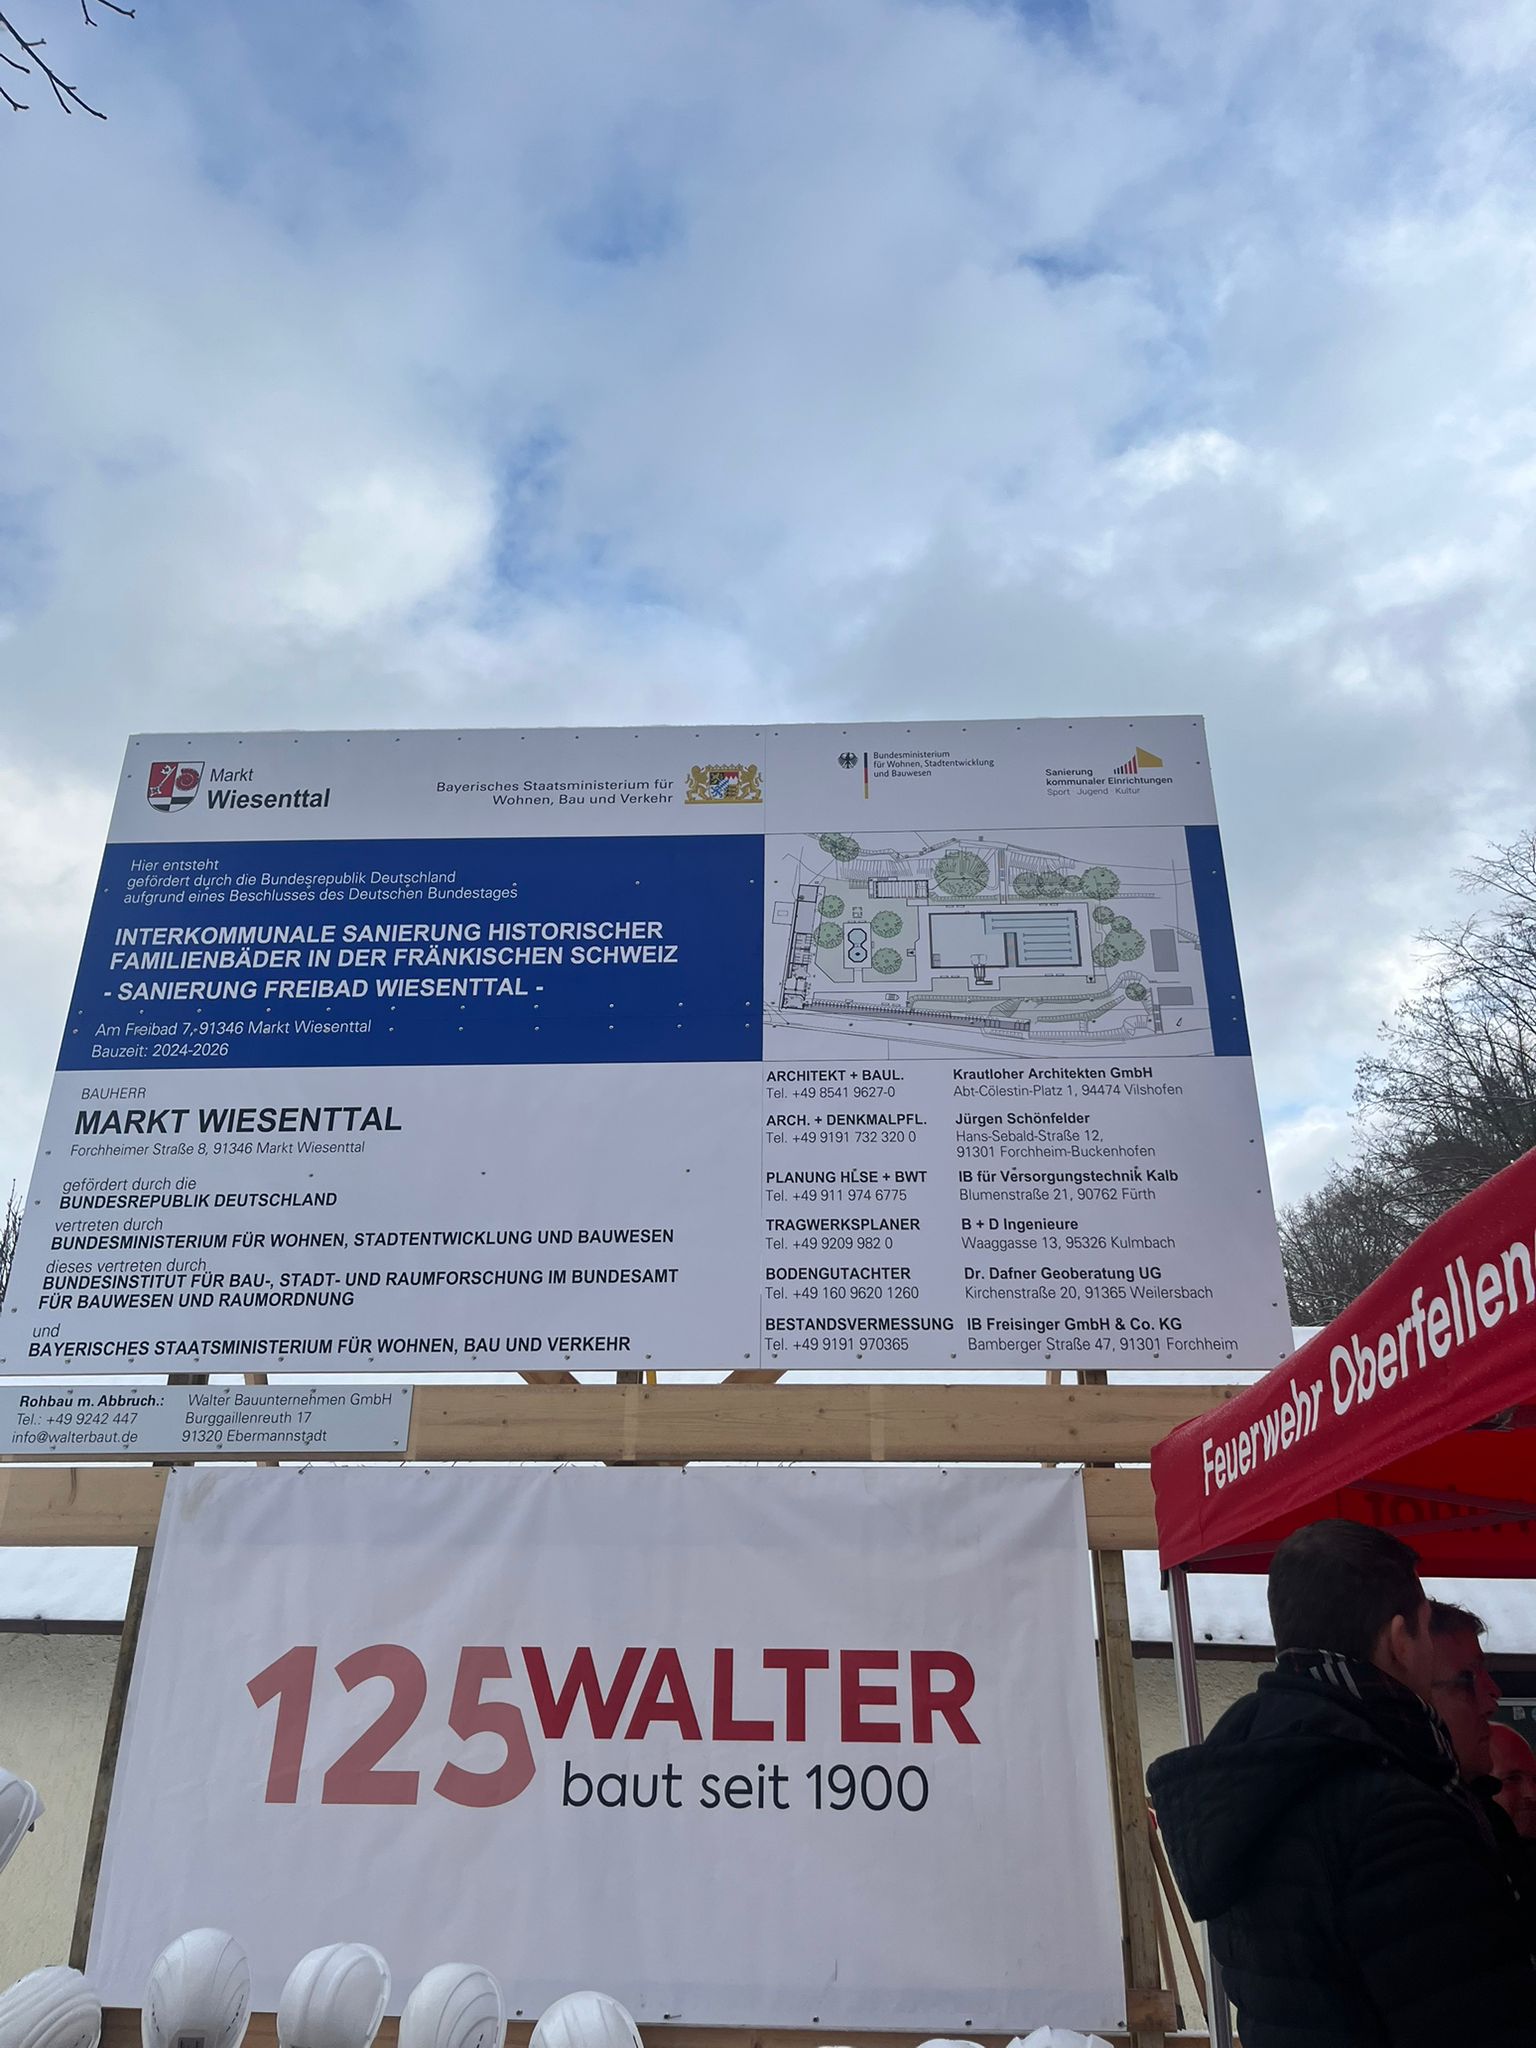 Markt
Wiesenttal
Bayerisches Staatsministerium für
Wohnen, Bau und Verkehr
Bundesministerium
für Wohnen, Stadtentwicklung
und Bauwesen
Sanierung
kommunaler Einrichtungen
Sport Jugend Kultur
Hier entsteht
gefördert durch die Bundesrepublik Deutschland
aufgrund eines Beschlusses des Deutschen Bundestages
INTERKOMMUNALE SANIERUNG HISTORISCHER
FAMILIENBÄDER IN DER FRÄNKISCHEN SCHWEIZ
- SANIERUNG FREIBAD WIESENTTAL -
Am Freibad 7, 91346 Markt Wiesenttal
Bauzeit: 2024-2026
BAUHERR
MARKT WIESENTTAL
Forchheimer Straße 8, 91346 Markt Wiesenttal
gefördert durch die
BUNDESREPUBLIK DEUTSCHLAND
vertreten durch
BUNDESMINISTERIUM FÜR WOHNEN, STADTENTWICKLUNG UND BAUWESEN
dieses vertreten durch
BUNDESINSTITUT FÜR BAU-, STADT- UND RAUMFORSCHUNG IM BUNDESAMT
FÜR BAUWESEN UND RAUMORDNUNG
und
BAYERISCHES STAATSMINISTERIUM FÜR WOHNEN, BAU UND VERKEHR
ARCHITEKT + BAUL. Krautloher Architekten GmbH
Tel. +49 8541 9627-0 Abt-Cölestin-Platz 1, 94474 Vilshofen
ARCH. + DENKMALPFL. Jürgen Schönfelder
Tel. +49 9191 732 320 0 Hans-Sebald-Straße 12,
91301 Forchheim-Buckenhofen
PLANUNG HLSE + BWT IB für Versorgungstechnik Kalb
Tel. +49 911 974 6775 Blumenstraße 21, 90762 Fürth
TRAGWERKSPLANER B + D Ingenieure
Tel. +49 9209 982 0 Waaggasse 13, 95326 Kulmbach
BODENGUTACHTER Dr. Dafner Geoberatung UG
Tel. +49 160 9620 1260 Kirchenstraße 20, 91365 Weilersbach
BESTANDSVERMESSUNG IB Freisinger GmbH & Co. KG
Tel. +49 9191 970365 Bamberger Straße 47, 91301 Forchheim
Rohbau m. Abbruch.: Walter Bauunternehmen GmbH
Tel.: +49 9242 447 Burggaillenreuth 17
info@walterbaut.de 91320 Ebermannstadt
Feuerwehr Oberfellen
125 WALTER
baut seit 1900